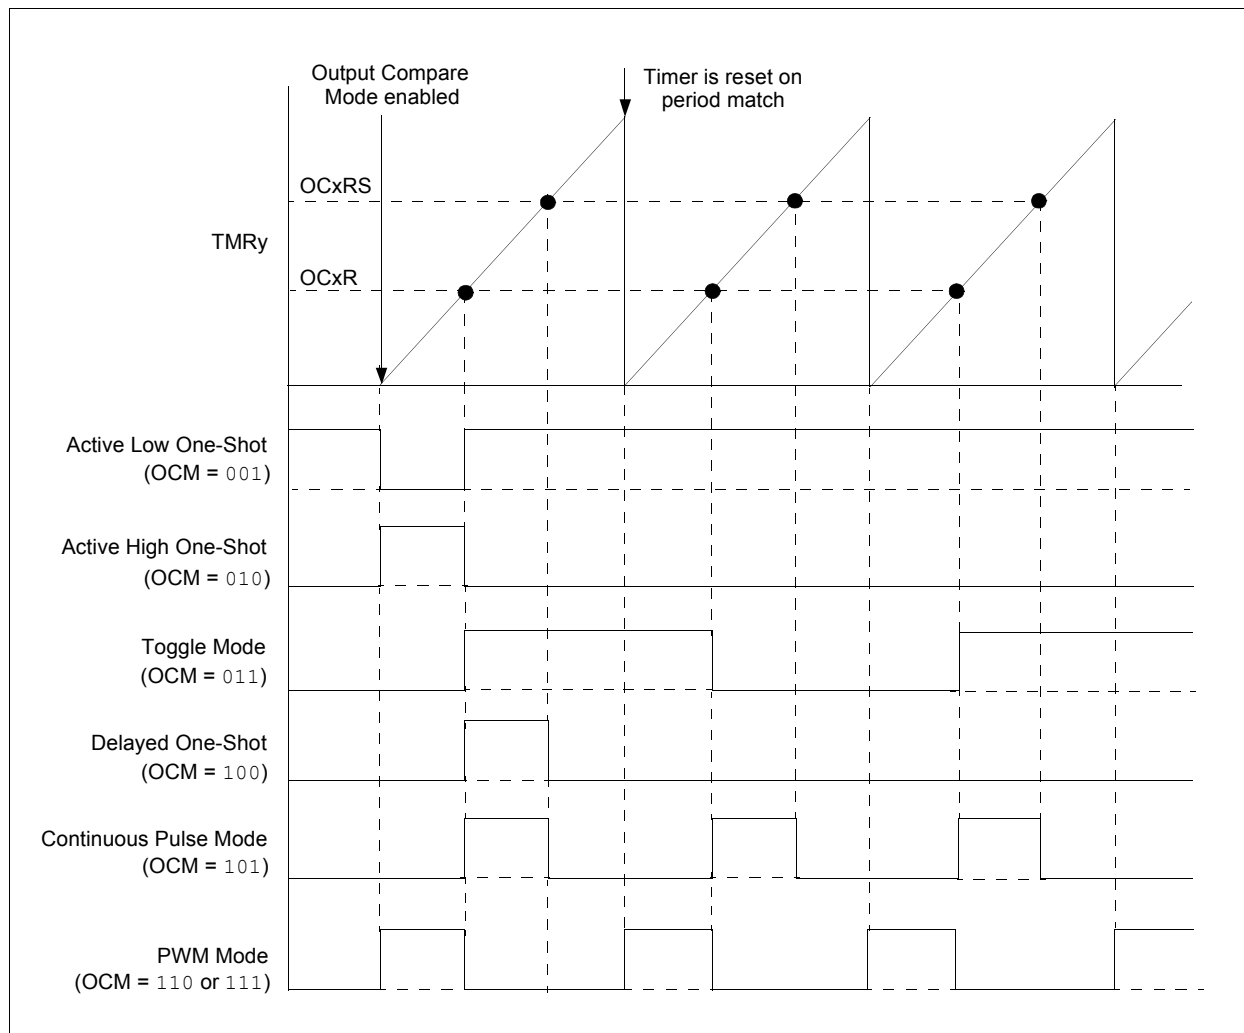 Output Compare
Mode enabled
Timer is reset on
period match
OCxRS
TMRy
OCxR
Active Low One-Shot
(OCM = 001)
Active High One-Shot
(OCM = 010)
Toggle Mode
(OCM = 011)
Delayed One-Shot
(OCM = 100)
Continuous Pulse Mode
(OCM = 101)
PWM Mode
(OCM = 110 or 111)